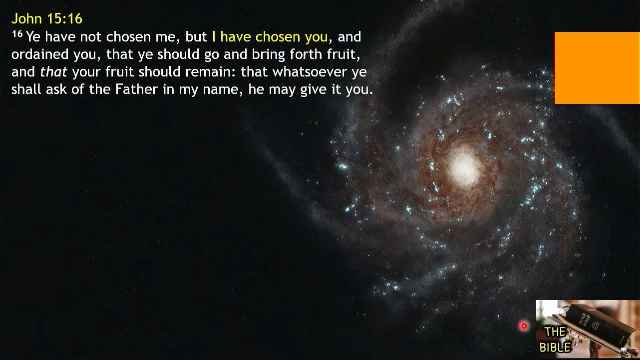 John 15:16
16 Ye have not chosen me, but I have chosen you, and
ordained you, that ye should go and bring forth fruit,
and that your fruit should remain: that whatsoever ye
shall ask of the Father in my name, he may give it you.
THE
BIBLE